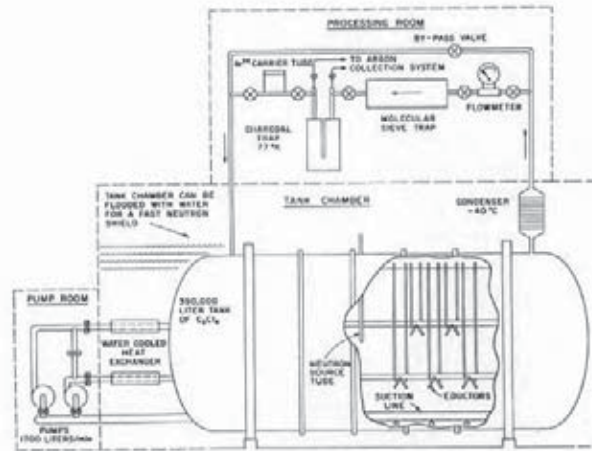 PROCESSING ROOM
BY-PASS VALVE
CARRIER TUBE
TO ARGON
COLLECTION SYSTEM
CHARCOAL
TRAP
77°K
MOLECULAR
SIEVE TRAP
FLOWMETER
TANK CHAMBER CAN BE
FLOODED WITH WATER
FOR A FAST NEUTRON
SHIELD
TANK CHAMBER
CONDENSER
-40°C
PUMP ROOM
LITER TANK
OF C₂Cl₄
WATER COOLED
HEAT
EXCHANGER
NEUTRON
SOURCE
TUBE
SUCTION
LINE
EDUCTORS
PUMPS
1700 LITERS/min